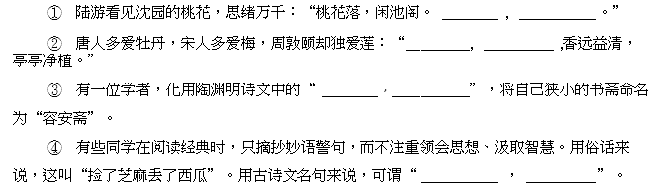 ① 陆游看见沈园的桃花，思绪万千：“桃花落，闲池阁。 ________ ，__________。”
② 唐人多爱牡丹，宋人多爱梅，周敦颐却独爱莲：“________，_________ ,香远益清，
亭亭净植。”
③ 有一位学者，化用陶渊明诗文中的“ _______ ，__________ ”，将自己狭小的书斋命名
为“容安斋”。
④ 有些同学在阅读经典时，只摘抄妙语警句，而不注重领会思想、汲取智慧。用俗话来
说，这叫“捡了芝麻丢了西瓜”。用古诗文名句来说，可谓“ __________ ， _________ ” 。